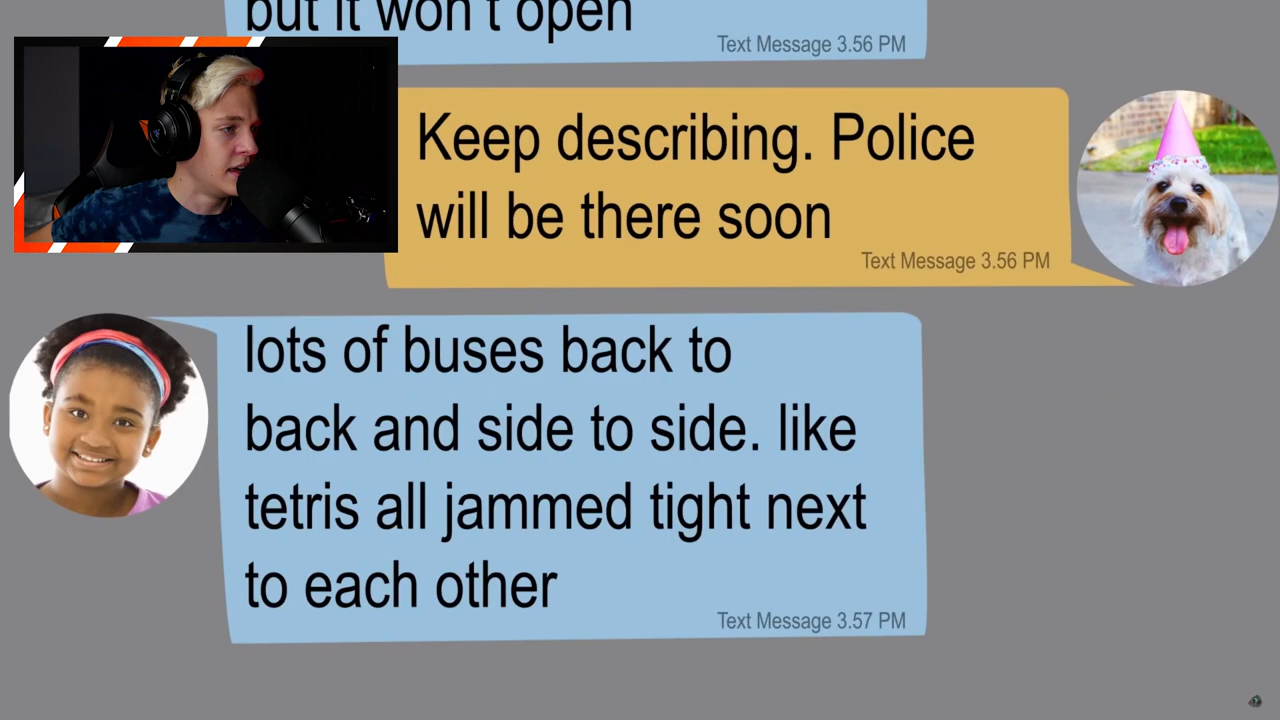 but it won't open
Text Message 3.56 PM
Keep describing. Police
will be there soon
Text Message 3.56 PM
lots of buses back to
back and side to side. like
tetris all jammed tight next
to each other
Text Message 3.57 PM